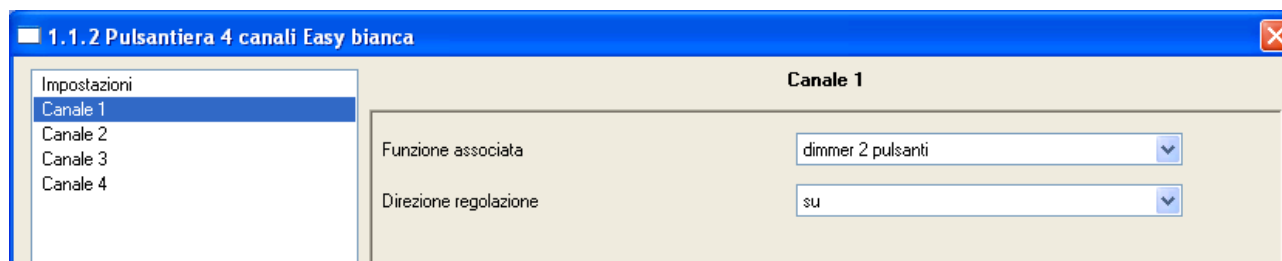 1.1.2 Pulsantiera 4 canali Easy bianca
Impostazioni
Canale 1
Canale 2
Canale 3
Canale 4
Canale 1
Funzione associata
dimmer 2 pulsanti
Direzione regolazione
su